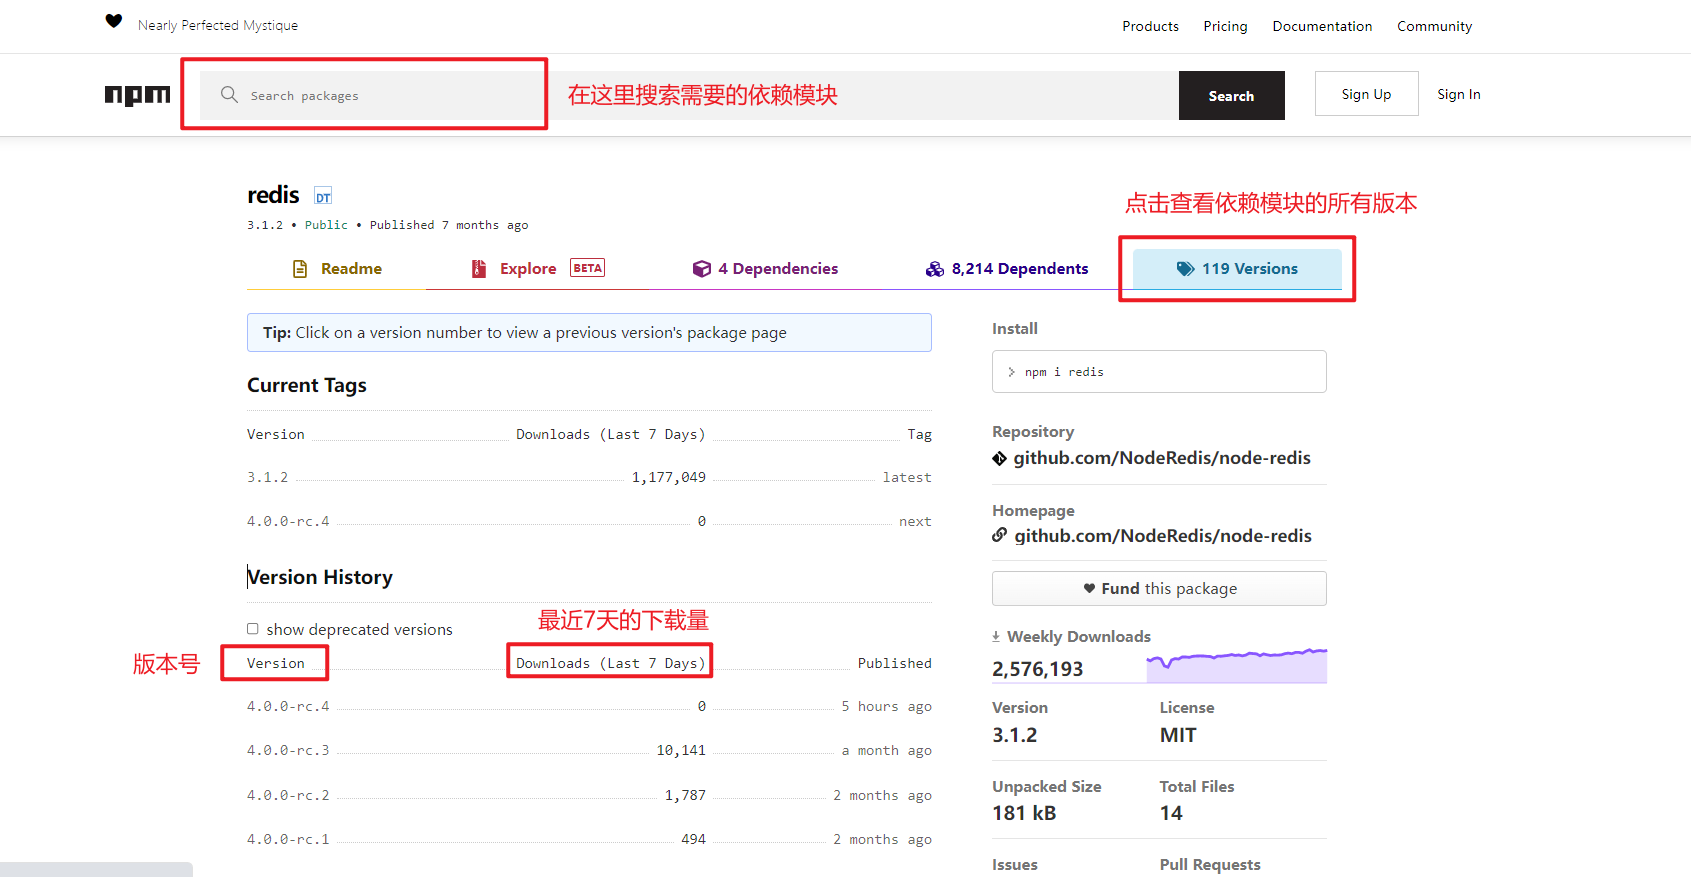 Nearly Perfected Mystique
Products Pricing Documentation Community
npm
Search packages
在这里搜索需要的依赖模块
Search
Sign Up
Sign In
redis DT
点击查看依赖模块的所有版本
3.1.2 • Public • Published 7 months ago
Readme
Explore BETA
4 Dependencies
8,214 Dependents
119 Versions
Tip: Click on a version number to view a previous version's package page
Current Tags
Version Downloads (Last 7 Days) Tag
3.1.2 1,177,049 latest
4.0.0-rc.4 0 next
Version History
最近7天的下载量
show deprecated versions
版本号
Version Downloads (Last 7 Days) Published
4.0.0-rc.4 0 5 hours ago
4.0.0-rc.3 10,141 a month ago
4.0.0-rc.2 1,787 2 months ago
4.0.0-rc.1 494 2 months ago
Install
> npm i redis
Repository
github.com/NodeRedis/node-redis
Homepage
github.com/NodeRedis/node-redis
Fund this package
Weekly Downloads
2,576,193
Version License
3.1.2 MIT
Unpacked Size Total Files
181 kB 14
Issues Pull Requests